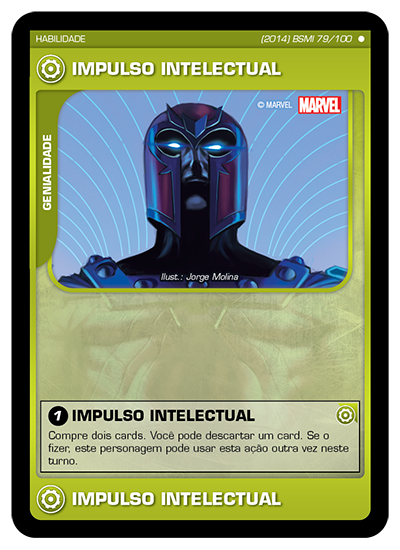 HABILIDADE (2014) BSMI 79/100 ●
IMPULSO INTELECTUAL
© MARVEL MARVEL
GENIALIDADE
Ilust.: Jorge Molina
1 IMPULSO INTELECTUAL
Compre dois cards. Você pode descartar um card. Se o
fizer, este personagem pode usar esta ação outra vez neste
turno.
IMPULSO INTELECTUAL